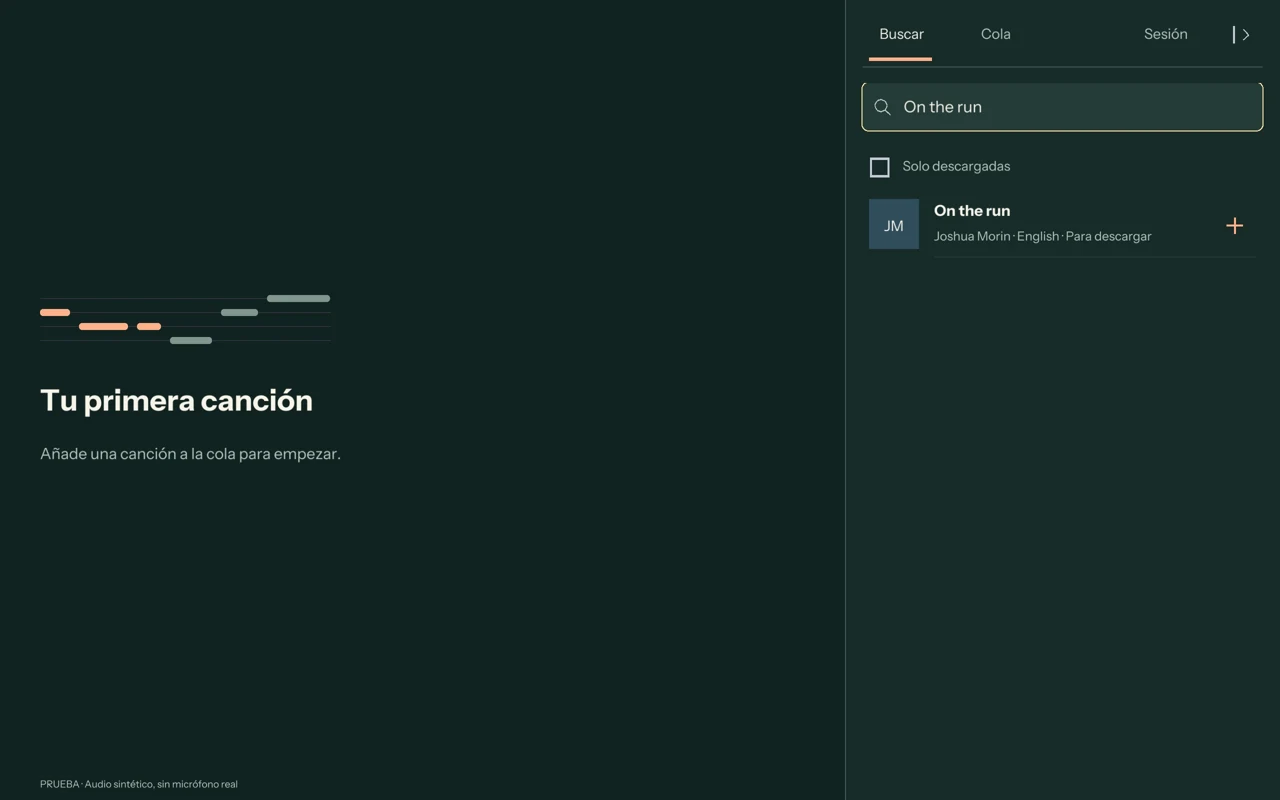 Buscar
Cola
Sesión
On the run
Solo descargadas
JM
On the run
Joshua Morin · English · Para descargar
Tu primera canción
Añade una canción a la cola para empezar.
PRUEBA · Audio sintético, sin micrófono real